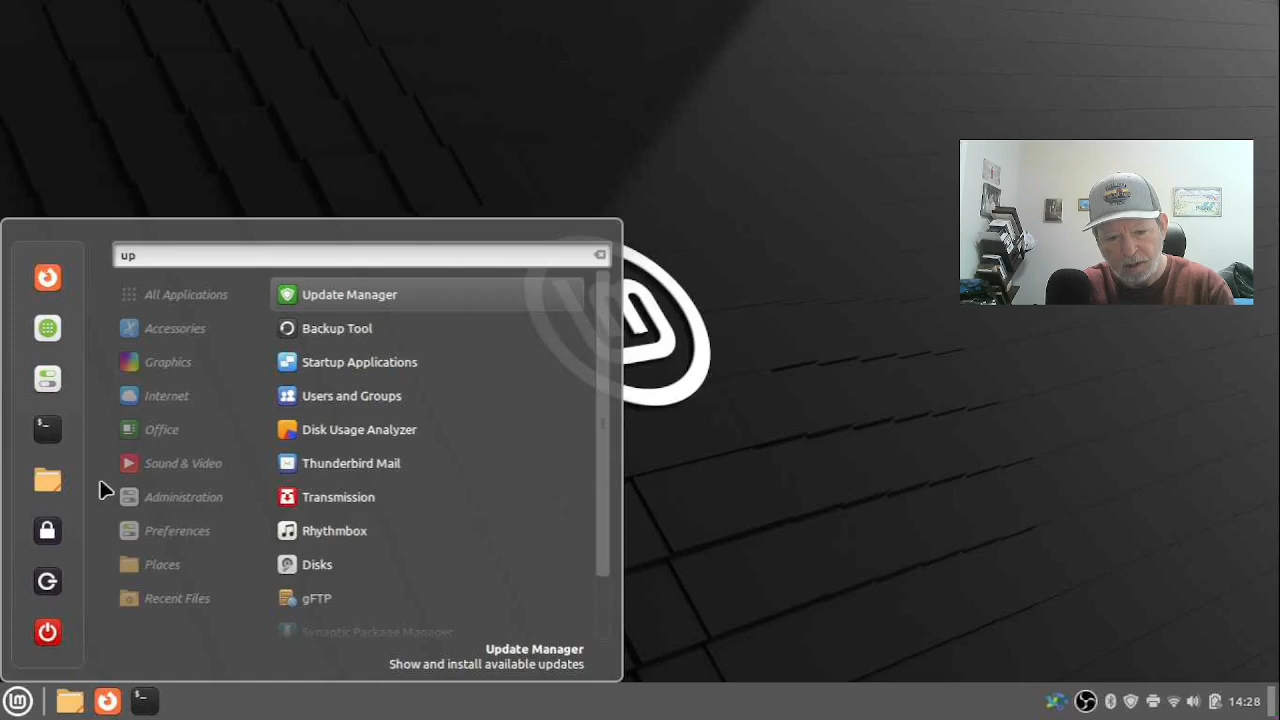 up
All Applications
Accessories
Graphics
Internet
Office
Sound & Video
Administration
Preferences
Places
Recent Files
Update Manager
Backup Tool
Startup Applications
Users and Groups
Disk Usage Analyzer
Thunderbird Mail
Transmission
Rhythmbox
Disks
gFTP
Synaptic Package Manager
Update Manager
Show and install available updates
14:28